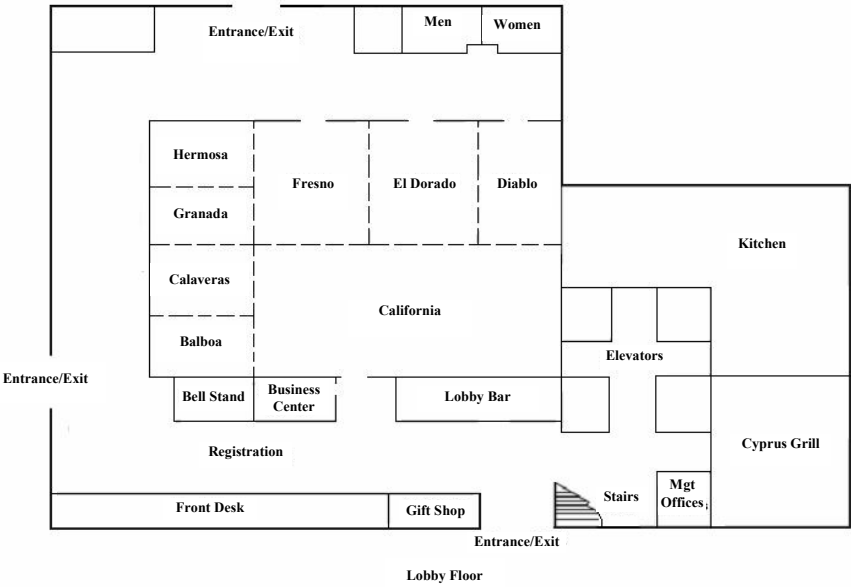 Men
Women
Entrance/Exit
Hermosa
Fresno
El Dorado
Diablo
Granada
Kitchen
Calaveras
California
Balboa
Elevators
Entrance/Exit
Bell Stand
Business
Center
Lobby Bar
Cyprus Grill
Registration
Mgt
Offices
Stairs
Front Desk
Gift Shop
Entrance/Exit
Lobby Floor